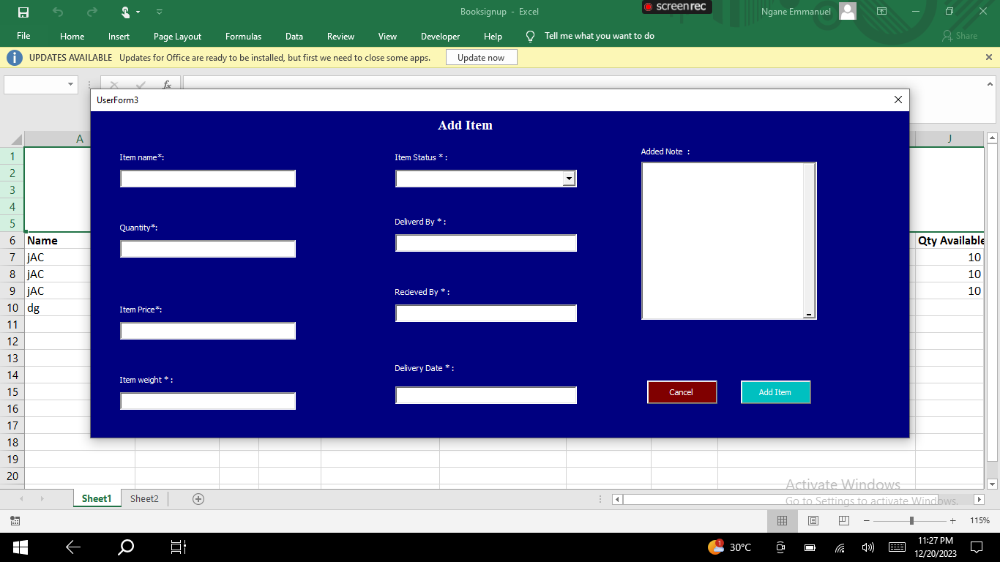 Booksignup - Excel
screenrec
Ngane Emmanuel
File Home Insert Page Layout Formulas Data Review View Developer Help Tell me what you want to do Share
UPDATES AVAILABLE Updates for Office are ready to be installed, but first we need to close some apps. Update now
fx
UserForm3
Add Item
Item name*:
Item Status * :
Added Note :
Quantity*:
Deliverd By * :
Item Price*:
Recieved By * :
Item weight * :
Delivery Date * :
Cancel
Add Item
A J
1
2
3
4
5
6 Name Qty Available
7 jAC 10
8 jAC 10
9 jAC 10
10 dg
11
12
13
14
15
16
17
18
19
20
Activate Windows
Go to Settings to activate Windows.
Sheet1 Sheet2
115%
1 30°C
11:27 PM
12/20/2023